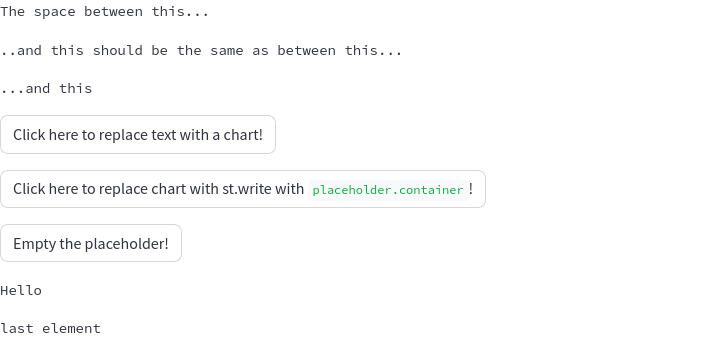 The space between this...
..and this should be the same as between this...
...and this
Click here to replace text with a chart!
Click here to replace chart with st.write with placeholder.container!
Empty the placeholder!
Hello
last element